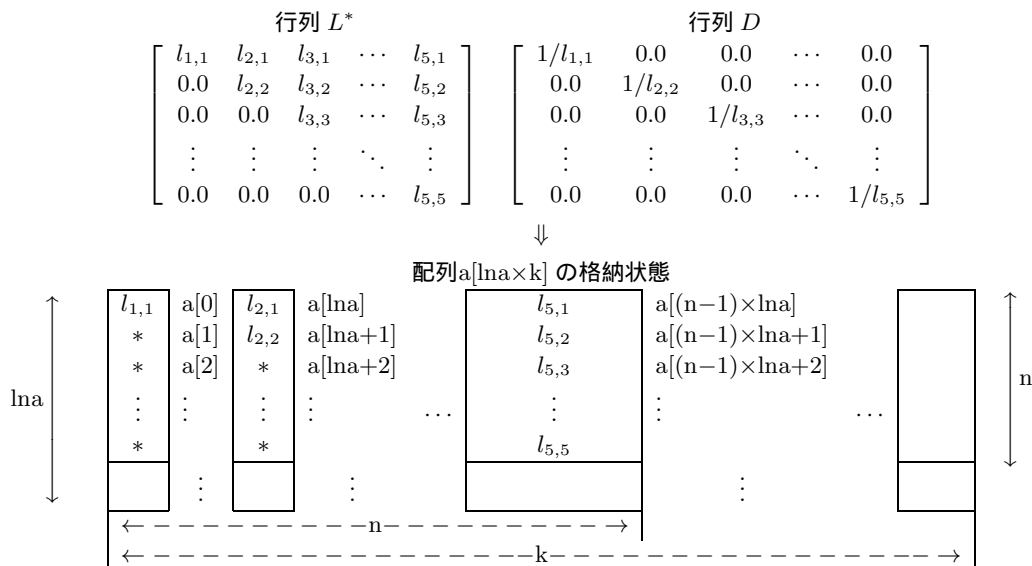 行列 L* 行列 D
l1,1 l2,1 l3,1 ⋯ l5,1 1/l1,1 0.0 0.0 ⋯ 0.0
0.0 l2,2 l3,2 ⋯ l5,2 0.0 1/l2,2 0.0 ⋯ 0.0
0.0 0.0 l3,3 ⋯ l5,3 0.0 0.0 1/l3,3 ⋯ 0.0
⋮ ⋮ ⋮ ⋱ ⋮ ⋮ ⋮ ⋮ ⋱ ⋮
0.0 0.0 0.0 ⋯ l5,5 0.0 0.0 0.0 ⋯ 1/l5,5
⇓
配列a[lna×k] の格納状態
l1,1 a[0] l2,1 a[lna] l5,1 a[(n−1)×lna]
* a[1] l2,2 a[lna+1] l5,2 a[(n−1)×lna+1]
* a[2] * a[lna+2] l5,3 a[(n−1)×lna+2]
lna ⋮ ⋮ ⋮ ⋮ ⋯ ⋮ ⋮ ⋯ n
* * l5,5
⋮ ⋮ ⋮
n
k